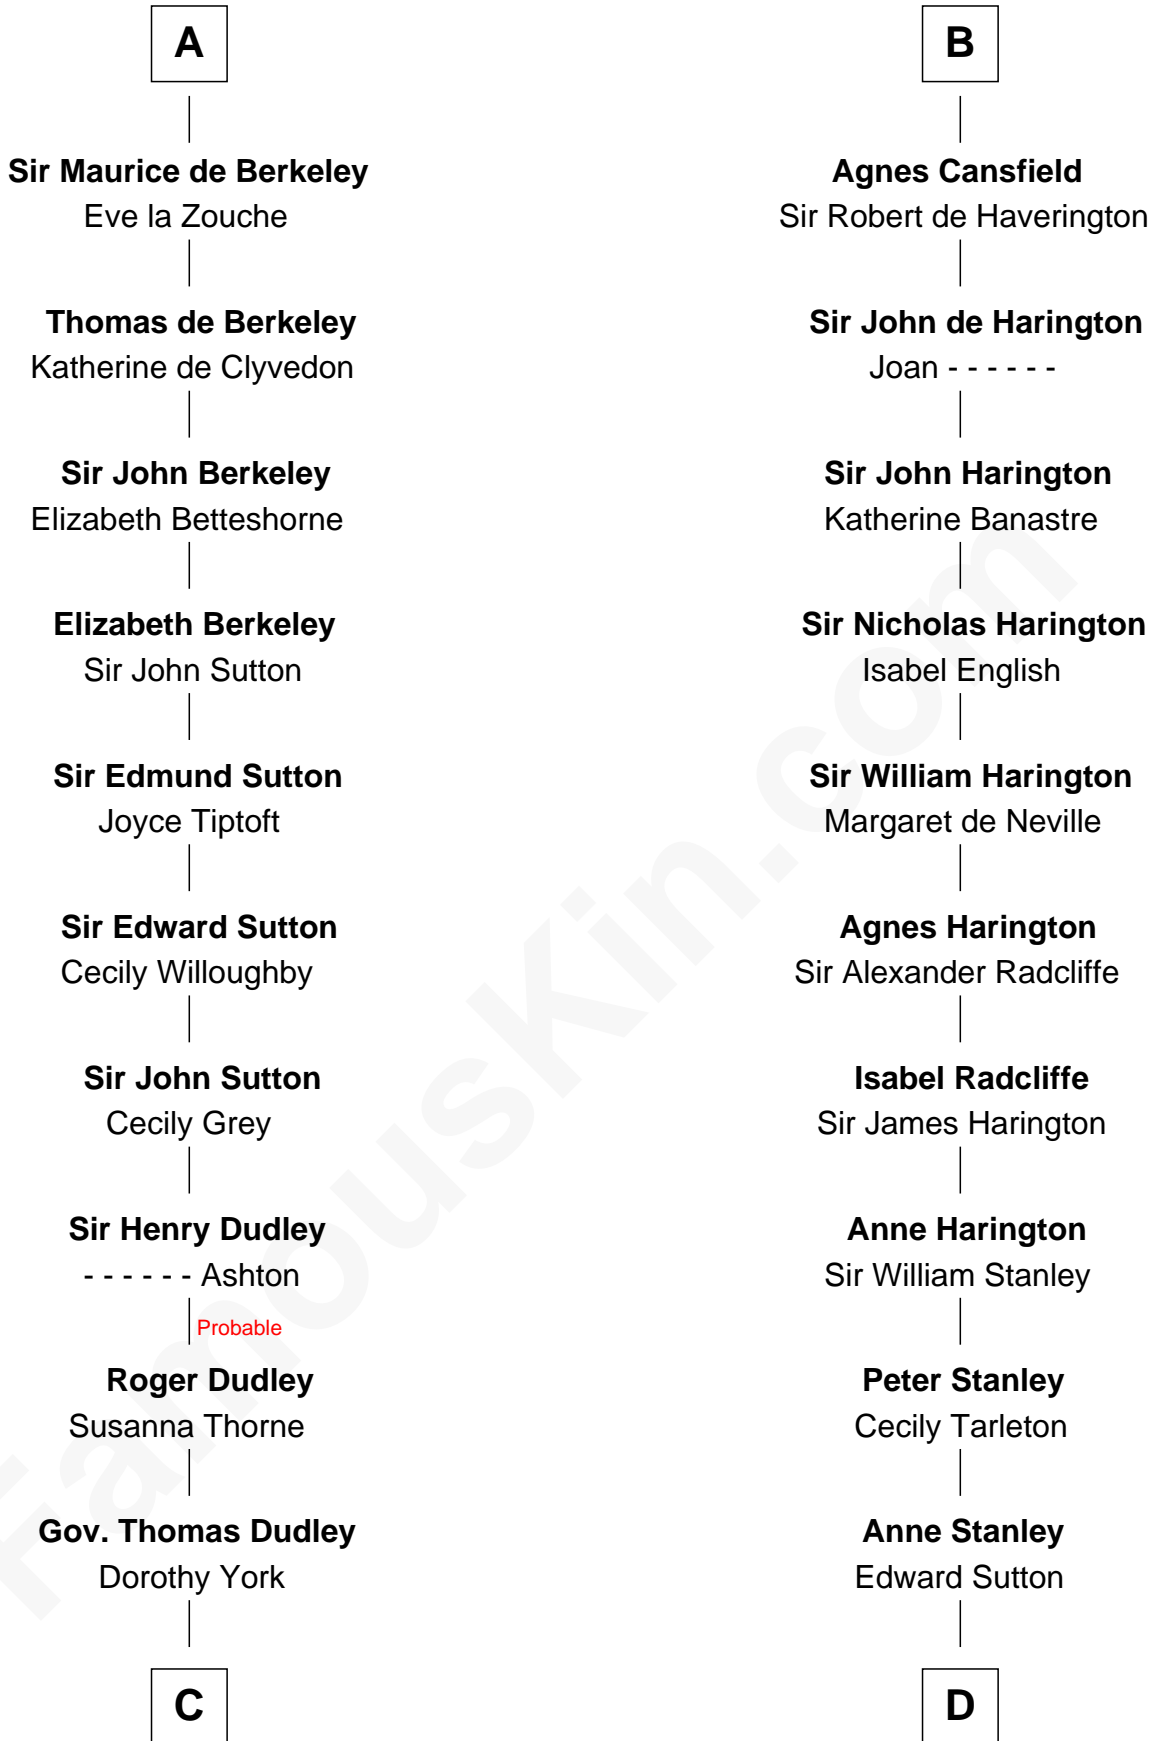 A
Sir Maurice de Berkeley
Eve la Zouche
Thomas de Berkeley
Katherine de Clyvedon
Sir John Berkeley
Elizabeth Betteshorne
Elizabeth Berkeley
Sir John Sutton
Sir Edmund Sutton
Joyce Tiptoft
Sir Edward Sutton
Cecily Willoughby
Sir John Sutton
Cecily Grey
Sir Henry Dudley
- - - - - - Ashton
Probable
Roger Dudley
Susanna Thorne
Gov. Thomas Dudley
Dorothy York
C
B
Agnes Cansfield
Sir Robert de Haverington
Sir John de Harington
Joan - - - - - -
Sir John Harington
Katherine Banastre
Sir Nicholas Harington
Isabel English
Sir William Harington
Margaret de Neville
Agnes Harington
Sir Alexander Radcliffe
Isabel Radcliffe
Sir James Harington
Anne Harington
Sir William Stanley
Peter Stanley
Cecily Tarleton
Anne Stanley
Edward Sutton
D
FamousKin.com